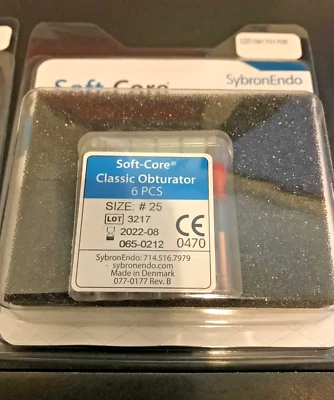 Soft-Core®
SybronEndo
Soft-Core®
Classic Obturator
6 PCS
SIZE: # 25
LOT 3217
2022-08
065-0212
CE
0470
SybronEndo: 714.516.7979
sybronendo.com
Made in Denmark
077-0177 Rev. B